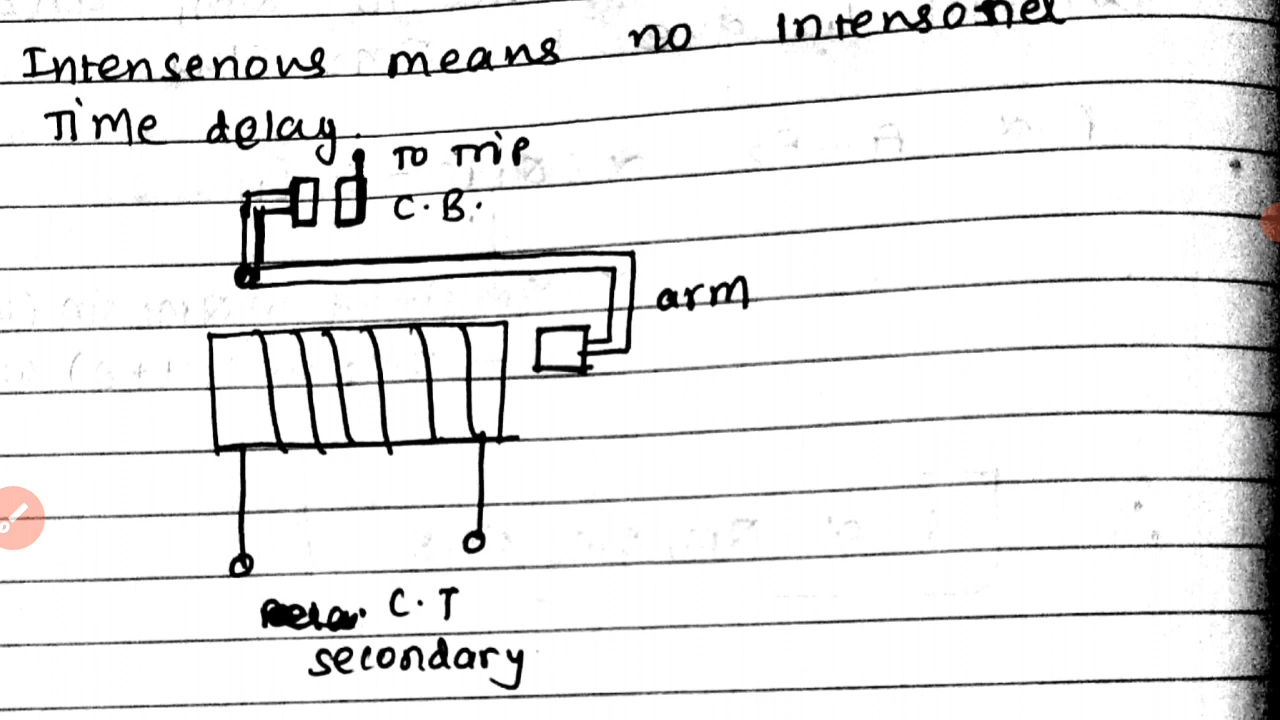 Intensenous means no Intensonel
Time delay.
To Trip
C.B.
arm
C.T
secondary